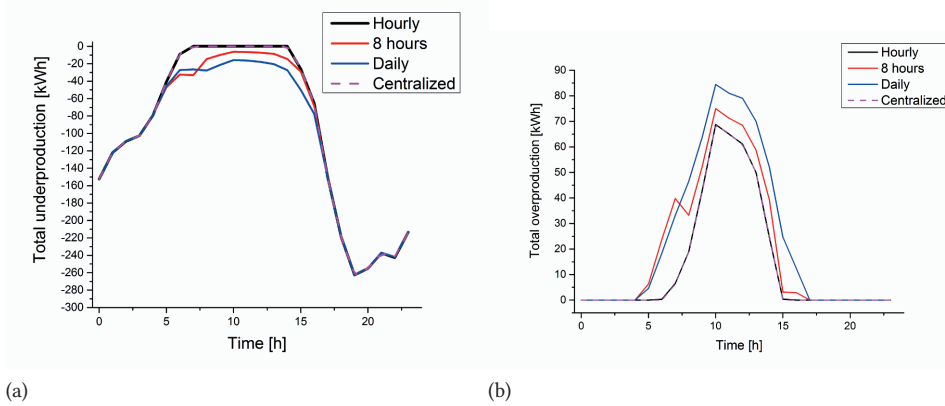 Hourly
8 hours
Daily
Centralized
Total underproduction [kWh]
0
-20
-40
-60
-80
-100
-120
-140
-160
-180
-200
-220
-240
-260
-280
-300
0 5 10 15 20
Time [h]
(a)
Hourly
8 hours
Daily
Centralized
Total overproduction [kWh]
90
80
70
60
50
40
30
20
10
0
0 5 10 15 20
Time [h]
(b)